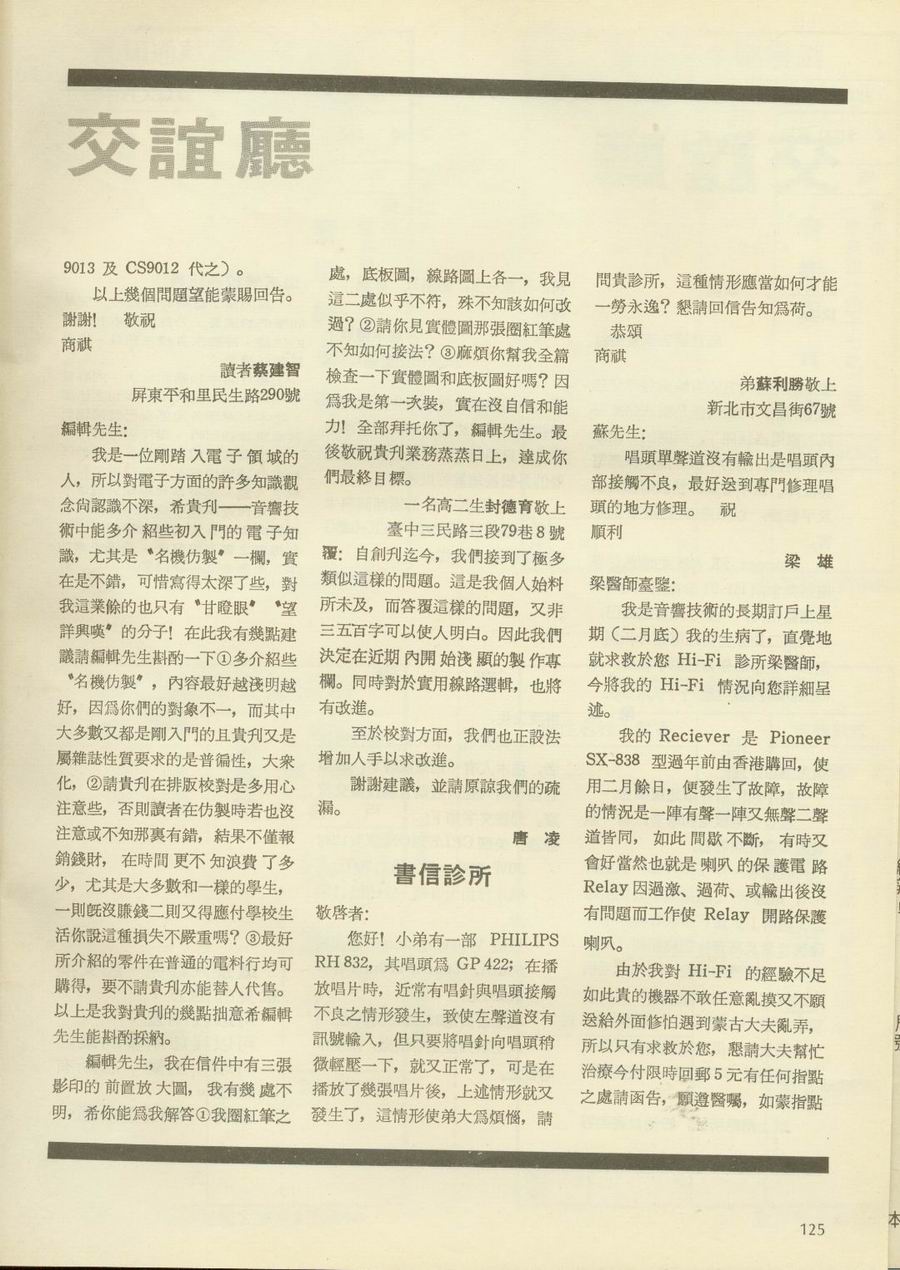 交誼廳
9013 及 CS9012 代之）。
以上幾個問題望能蒙賜回告。
謝謝! 敬祝
商祺
讀者蔡建智
屏東平和里民生路290號
編輯先生:
我是一位剛踏入電子領域的
人，所以對電子方面的許多知識觀
念尙認識不深，希貴刋——音響技
術中能多介紹些初入門的電子知
識，尤其是〝名機仿製〞一欄，實
在是不錯，可惜寫得太深了些，對
我這業餘的也只有〝甘瞪眼〞〝望
詳興嘆〞的分子! 在此我有幾點建
議請編輯先生斟酌一下①多介紹些
〝名機仿製〞，內容最好越淺明越
好，因爲你們的對象不一，而其中
大多數又都是剛入門的且貴刋又是
屬雜誌性質要求的是普徧性，大衆
化，②請貴刋在排版校對是多用心
注意些，否則讀者在仿製時若也沒
注意或不知那裏有錯，結果不僅報
銷錢財，在時間更不知浪費了多
少，尤其是大多數和一樣的學生，
一則旣沒賺錢二則又得應付學校生
活你說這種損失不嚴重嗎? ③最好
所介紹的零件在普通的電料行均可
購得，要不請貴刋亦能替人代售。
以上是我對貴刋的幾點拙意希編輯
先生能斟酌採納。
編輯先生，我在信件中有三張
影印的前置放大圖，我有幾處不
明，希你能爲我解答①我圈紅筆之
處，底板圖，線路圖上各一，我見
這二處似乎不符，殊不知該如何改
過? ②請你見實體圖那張圈紅筆處
不知如何接法? ③麻煩你幫我全篇
檢查一下實體圖和底板圖好嗎? 因
爲我是第一次裝，實在沒自信和能
力! 全部拜托你了，編輯先生。最
後敬祝貴刋業務蒸蒸日上，達成你
們最終目標。
一名高二生封德育敬上
臺中三民路三段79巷 8 號
覆: 自創刋迄今，我們接到了極多
類似這樣的問題。這是我個人始料
所未及，而答覆這樣的問題，又非
三五百字可以使人明白。因此我們
決定在近期內開始淺顯的製作專
欄。同時對於實用線路選輯，也將
有改進。
至於校對方面，我們也正設法
增加人手以求改進。
謝謝建議，並請原諒我們的疏
漏。
唐 凌
書信診所
敬啓者:
您好! 小弟有一部 PHILIPS
RH 832，其唱頭爲 GP 422; 在播
放唱片時，近常有唱針與唱頭接觸
不良之情形發生，致使左聲道沒有
訊號輸入，但只要將唱針向唱頭稍
微輕壓一下，就又正常了，可是在
播放了幾張唱片後，上述情形就又
發生了，這情形使弟大爲煩惱，請
問貴診所，這種情形應當如何才能
一勞永逸? 懇請回信告知爲荷。
恭頌
商祺
弟蘇利勝敬上
新北市文昌街67號
蘇先生:
唱頭單聲道沒有輸出是唱頭內
部接觸不良，最好送到專門修理唱
頭的地方修理。 祝
順利
梁 雄
梁醫師臺鑒:
我是音響技術的長期訂戶上星
期（二月底）我的生病了，直覺地
就求救於您 Hi-Fi 診所梁醫師，
今將我的 Hi-Fi 情況向您詳細呈
述。
我的 Reciever 是 Pioneer
SX-838 型過年前由香港購回，使
用二月餘日，便發生了故障，故障
的情況是一陣有聲一陣又無聲二聲
道皆同，如此間歇不斷，有時又
會好當然也就是喇叭的保護電路
Relay 因過激、過荷、或輸出後沒
有問題而工作使 Relay 開路保護
喇叭。
由於我對 Hi-Fi 的經驗不足
如此貴的機器不敢任意亂摸又不願
送給外面修怕遇到蒙古大夫亂弄，
所以只有求救於您，懇請大夫幫忙
治療今付限時回郵 5 元有任何指點
之處請函告，願遵醫囑，如蒙指點
125